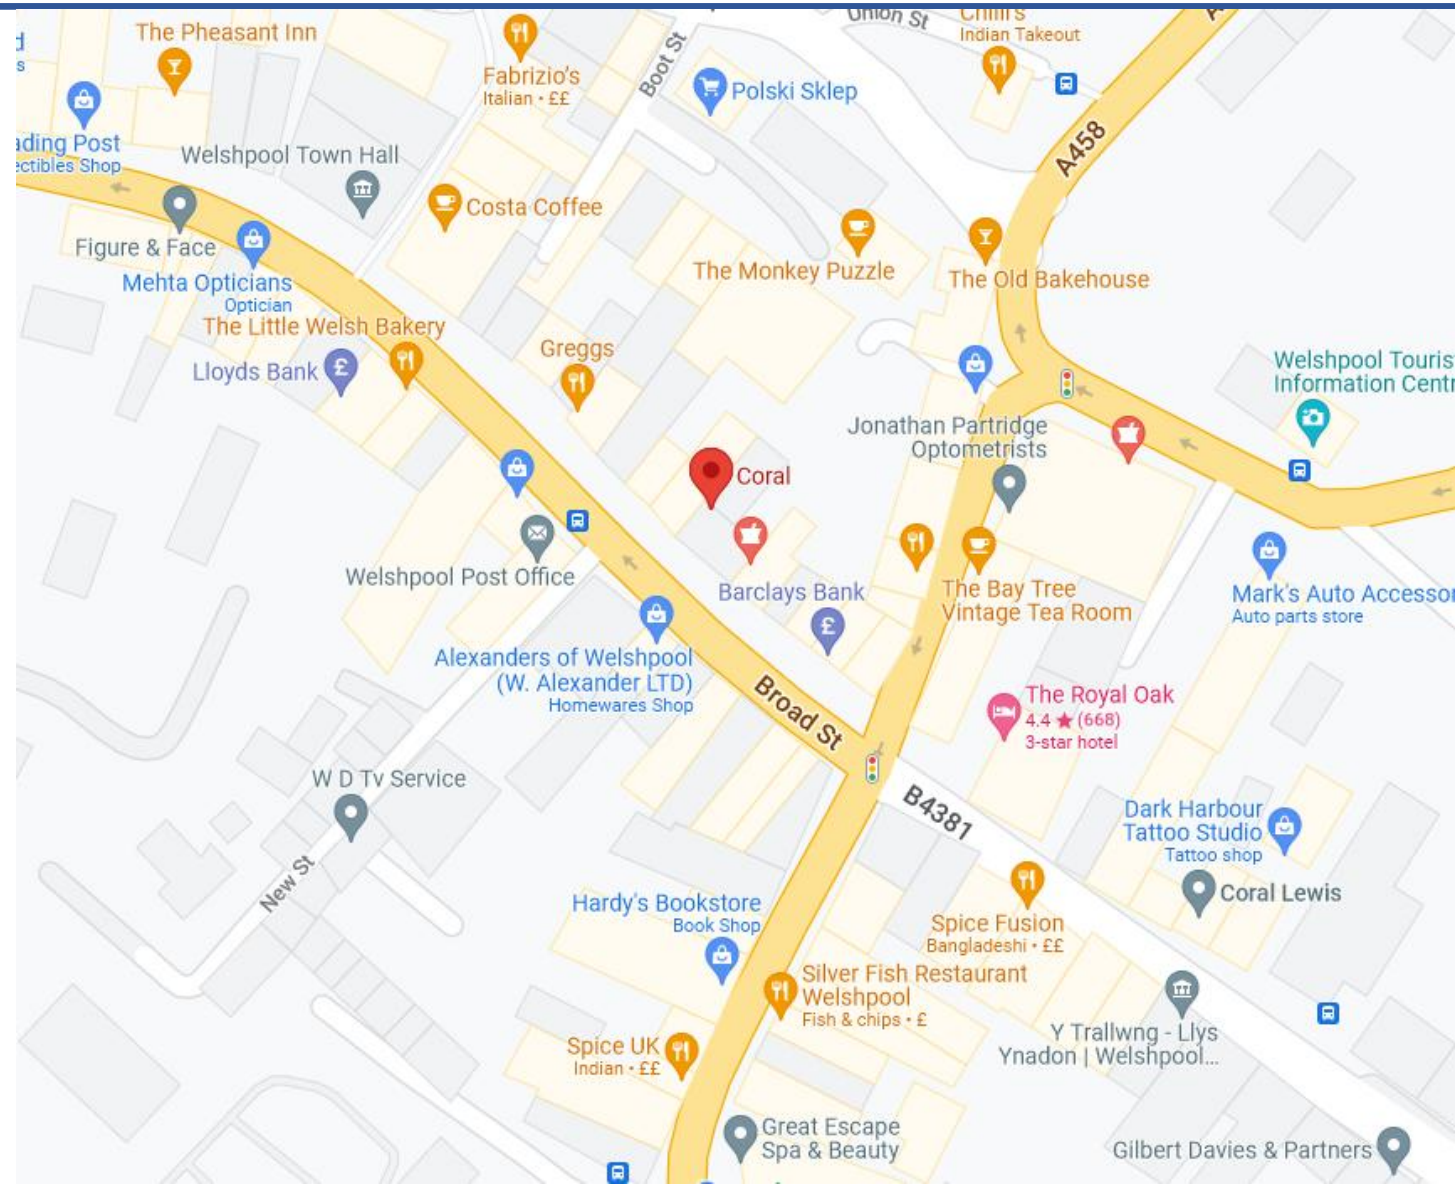 The Pheasant Inn
Fabrizio's
Italian • ££
Boot St
Union St
Chilli's
Indian Takeout
Polski Sklep
A458
ading Post
ectibles Shop
Welshpool Town Hall
Costa Coffee
Figure & Face
Mehta Opticians
Optician
The Monkey Puzzle
The Old Bakehouse
The Little Welsh Bakery
Lloyds Bank
£
Greggs
Welshpool Touris
Information Centr
Jonathan Partridge
Optometrists
Coral
Welshpool Post Office
Barclays Bank
£
The Bay Tree
Vintage Tea Room
Mark's Auto Accessor
Auto parts store
Alexanders of Welshpool
(W. Alexander LTD)
Homewares Shop
Broad St
The Royal Oak
4.4 ★ (668)
3-star hotel
W D Tv Service
B4381
Dark Harbour
Tattoo Studio
Tattoo shop
New St
Coral Lewis
Hardy's Bookstore
Book Shop
Spice Fusion
Bangladeshi • ££
Silver Fish Restaurant
Welshpool
Fish & chips • £
Y Trallwng - Llys
Ynadon | Welshpool...
Spice UK
Indian • ££
Great Escape
Spa & Beauty
Gilbert Davies & Partners